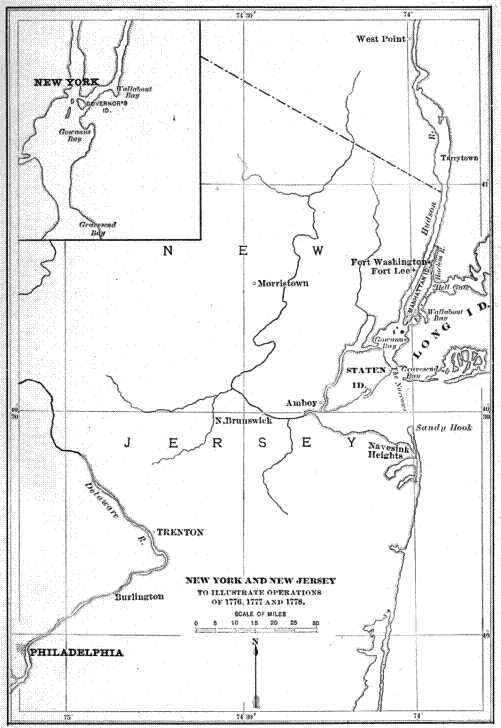 74°30'
74°
West Point
NEW YORK
Wallabout
Bay
GOVERNOR'S
ID.
Gowanus
Bay
Gravesend
Bay
R.
Tarrytown
41
Hudson
N E W
Fort Washington
Fort Lee
Harlem R.
Hell Gate
MANHATTAN ID.
Morristown
Wallabout
Bay
LONG ID.
Gowanus
Bay
STATEN
ID.
Gravesend
Bay
The Narrows
Amboy
40
30
N. Brunswick
40
30
Sandy Hook
J E R S E Y
Navesink
Heights
Delaware
R.
TRENTON
NEW YORK AND NEW JERSEY
TO ILLUSTRATE OPERATIONS
OF 1776, 1777 AND 1778.
SCALE OF MILES
0 5 10 15 20 25 30
Burlington
N
40
PHILADELPHIA
75°
74°30'
74°